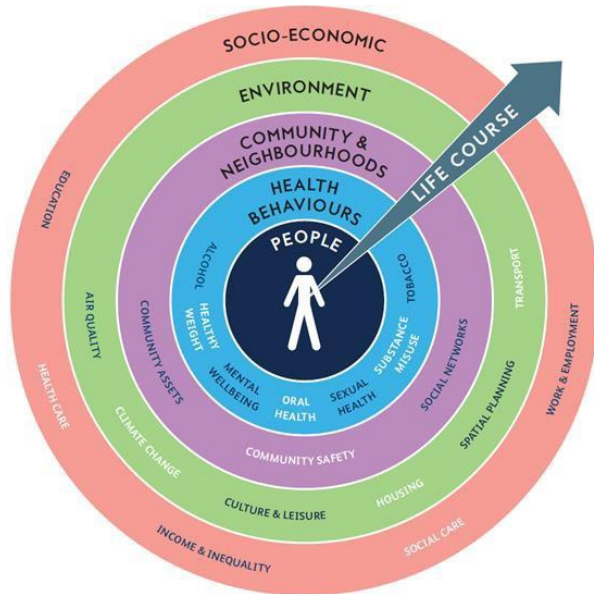 SOCIO-ECONOMIC
ENVIRONMENT
COMMUNITY &
NEIGHBOURHOODS
HEALTH
BEHAVIOURS
PEOPLE
LIFE COURSE
EDUCATION
HEALTH CARE
INCOME & INEQUALITY
SOCIAL CARE
WORK & EMPLOYMENT
AIR QUALITY
CLIMATE CHANGE
CULTURE & LEISURE
HOUSING
SPATIAL PLANNING
TRANSPORT
COMMUNITY ASSETS
COMMUNITY SAFETY
SOCIAL NETWORKS
ALCOHOL
HEALTHY
WEIGHT
MENTAL
WELLBEING
ORAL
HEALTH
SEXUAL
HEALTH
SUBSTANCE
MISUSE
TOBACCO